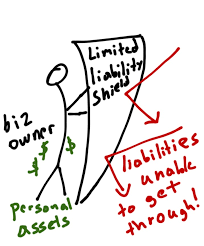 Limited
liability
Shield
biz
owner
$
$
$
$
personal
assets
liabilities
unable
to get
through!